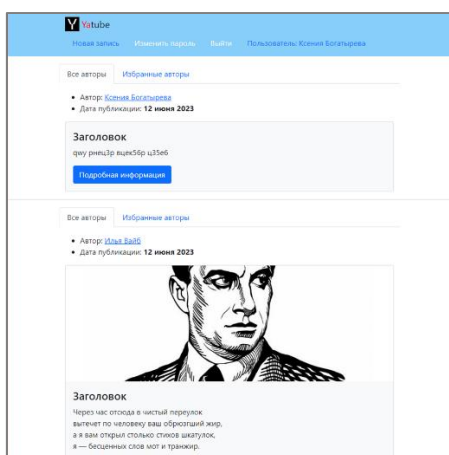 Y Yatube
Новая запись Изменить пароль Выйти Пользователь: Ксения Богатырева
Все авторы Избранные авторы
Автор: Ксения Богатырева
Дата публикации: 12 июня 2023
Заголовок
qwy рнец3р вцек56р ц35еб
Подробная информация
Все авторы Избранные авторы
Автор: Илья Вайб
Дата публикации: 12 июня 2023
Заголовок
Через час отсюда в чистый переулок
вытечет по человеку ваш обрюзгший жир,
а я вам открыл столько стихов шкатулок,
я — бесценных слов мот и транжир.